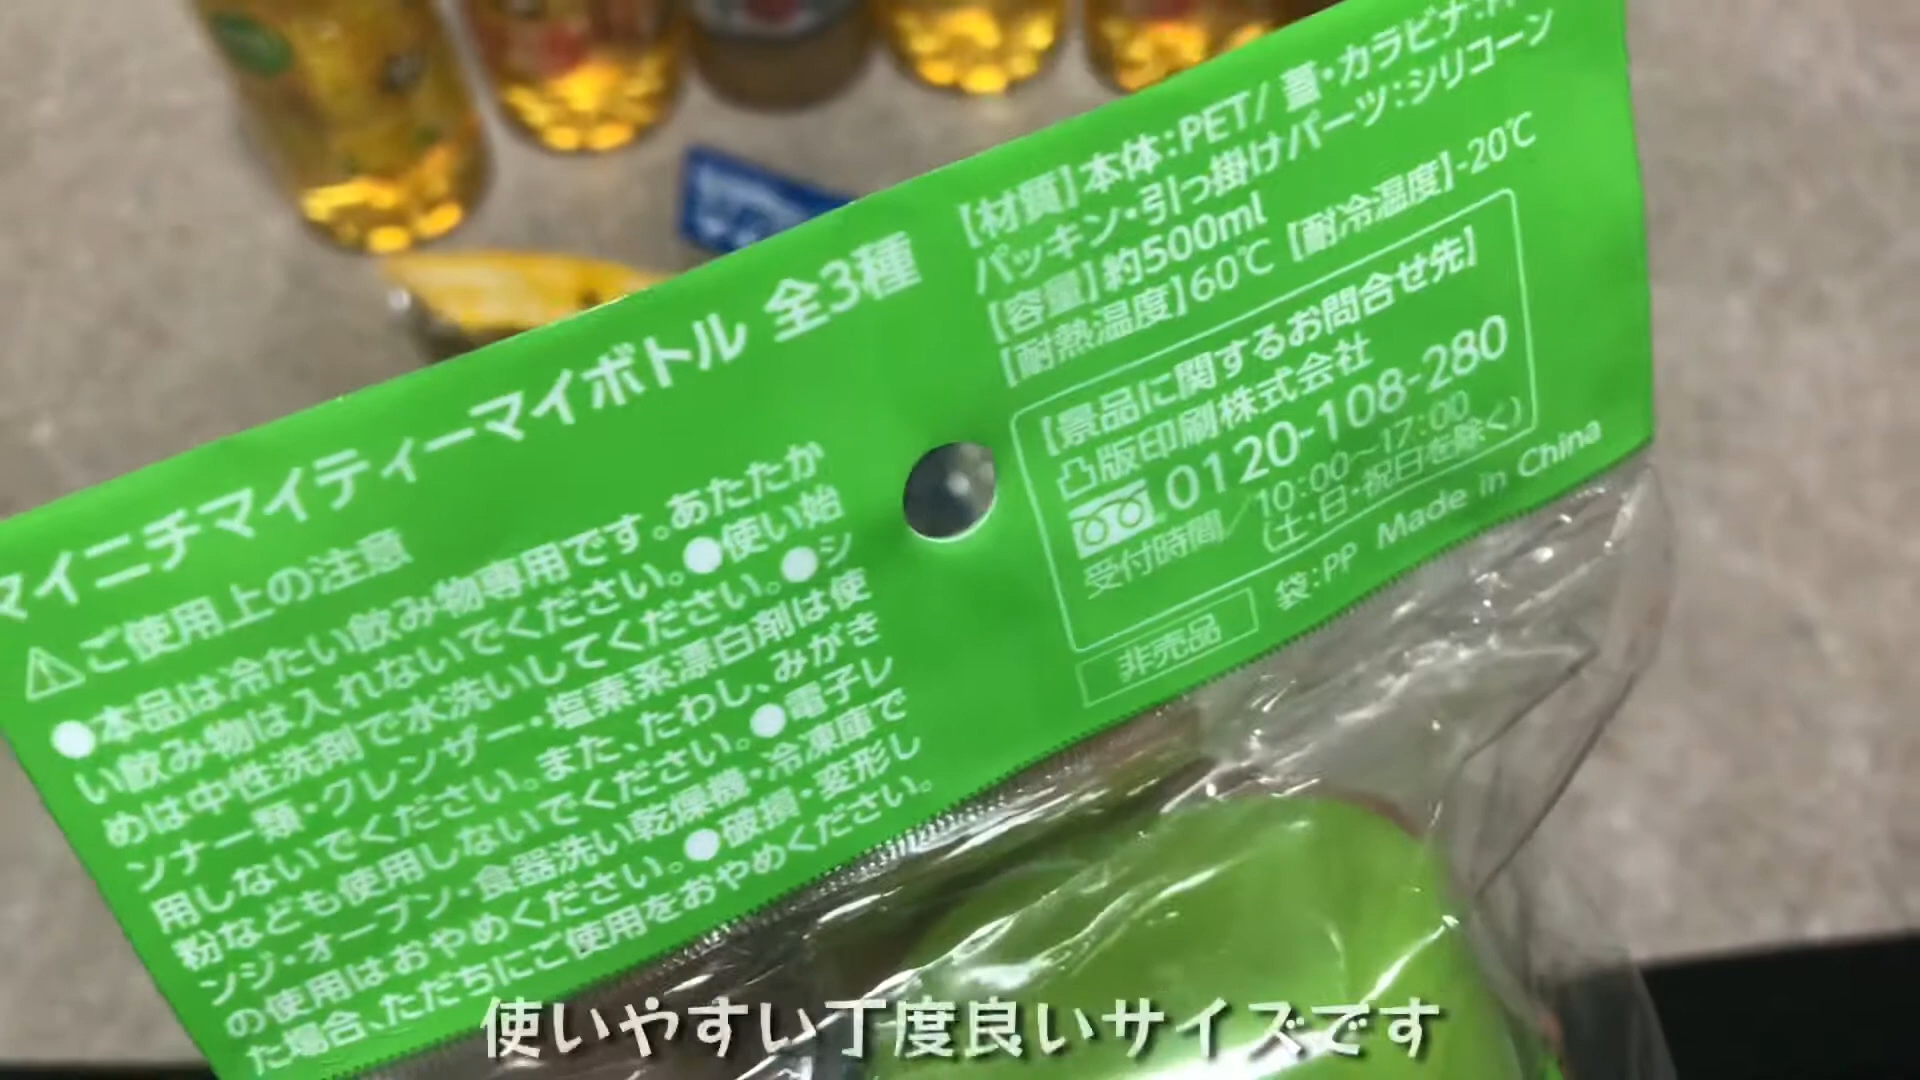 マイニチマイティーマイボトル 全3種
⚠ご使用上の注意
●本品は冷たい飲み物専用です。あたたか
い飲み物は入れないでください。●使い始
めは中性洗剤で水洗いしてください。●シ
ンナー類・クレンザー・塩素系漂白剤は使
用しないでください。また、たわし、みがき
粉なども使用しないでください。●電子レ
ンジ・オーブン・食器洗い乾燥機・冷凍庫で
の使用はおやめください。●破損・変形し
た場合、ただちにご使用をおやめください。
【材質】本体:PET/ 蓋・カラビナ:
パッキン・引っ掛けパーツ:シリコーン
【容量】約500ml
【耐熱温度】60℃ 【耐冷温度】-20℃
【景品に関するお問合せ先】
凸版印刷株式会社
0120-108-280
受付時間/10:00～17:00
(土・日・祝日を除く)
非売品 袋:PP Made in China
使いやすい丁度良いサイズです